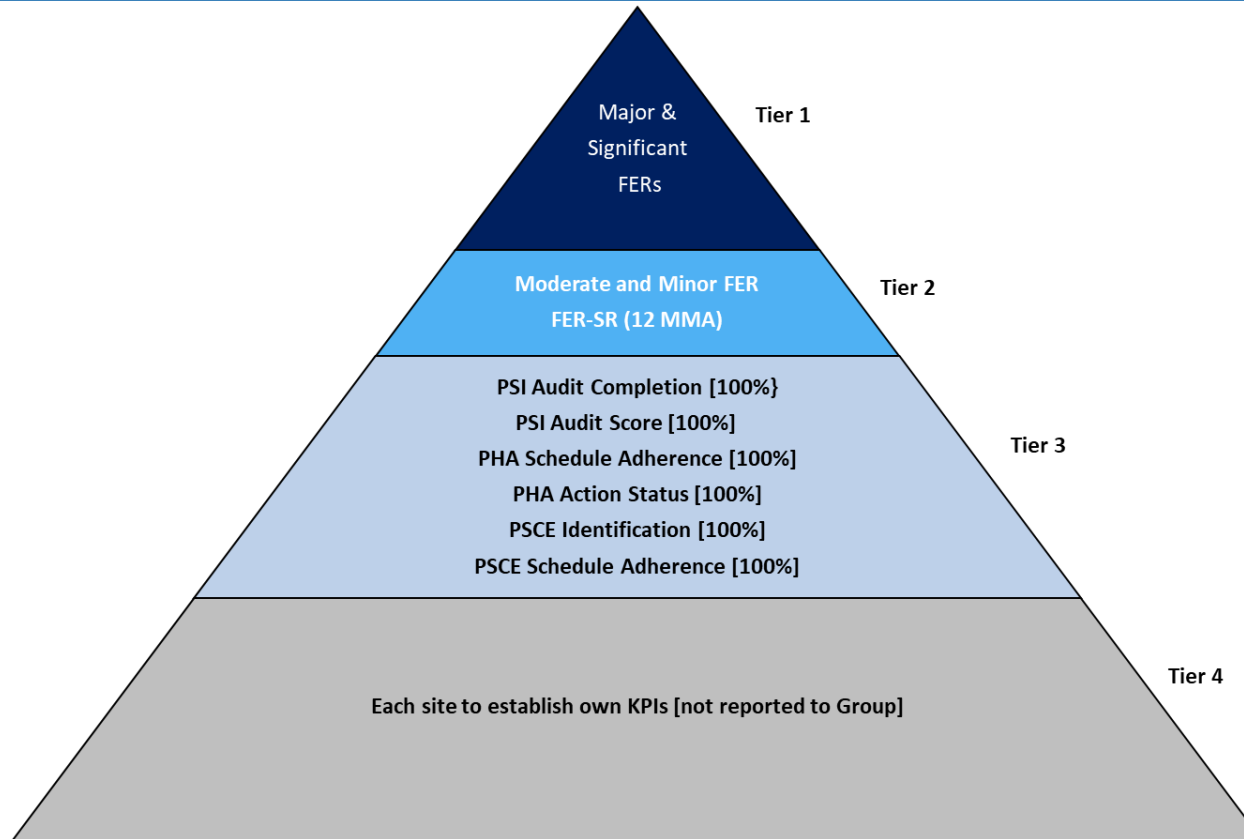 Major &
Significant
FERs
Tier 1
Moderate and Minor FER
FER-SR (12 MMA)
Tier 2
PSI Audit Completion [100%}
PSI Audit Score [100%]
PHA Schedule Adherence [100%]
PHA Action Status [100%]
PSCE Identification [100%]
PSCE Schedule Adherence [100%]
Tier 3
Each site to establish own KPIs [not reported to Group]
Tier 4